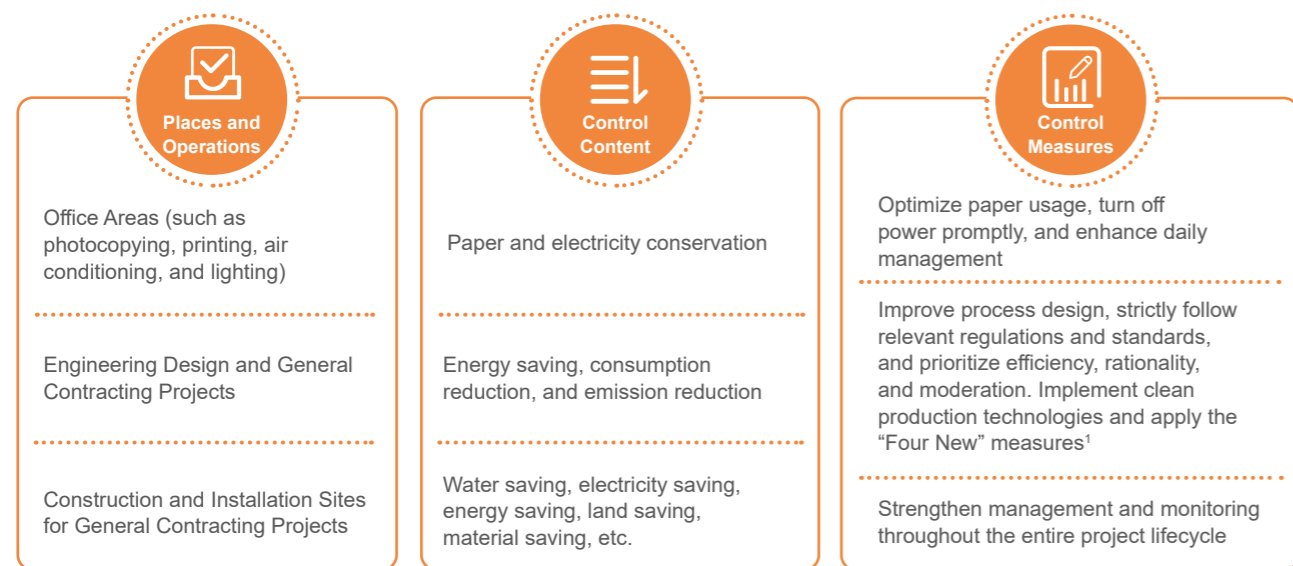 Places and
Operations
Office Areas (such as
photocopying, printing, air
conditioning, and lighting)
Engineering Design and General
Contracting Projects
Construction and Installation Sites
for General Contracting Projects
Control
Content
Paper and electricity conservation
Energy saving, consumption
reduction, and emission reduction
Water saving, electricity saving,
energy saving, land saving,
material saving, etc.
Control
Measures
Optimize paper usage, turn off
power promptly, and enhance daily
management
Improve process design, strictly follow
relevant regulations and standards,
and prioritize efficiency, rationality,
and moderation. Implement clean
production technologies and apply the
“Four New” measures¹
Strengthen management and monitoring
throughout the entire project lifecycle